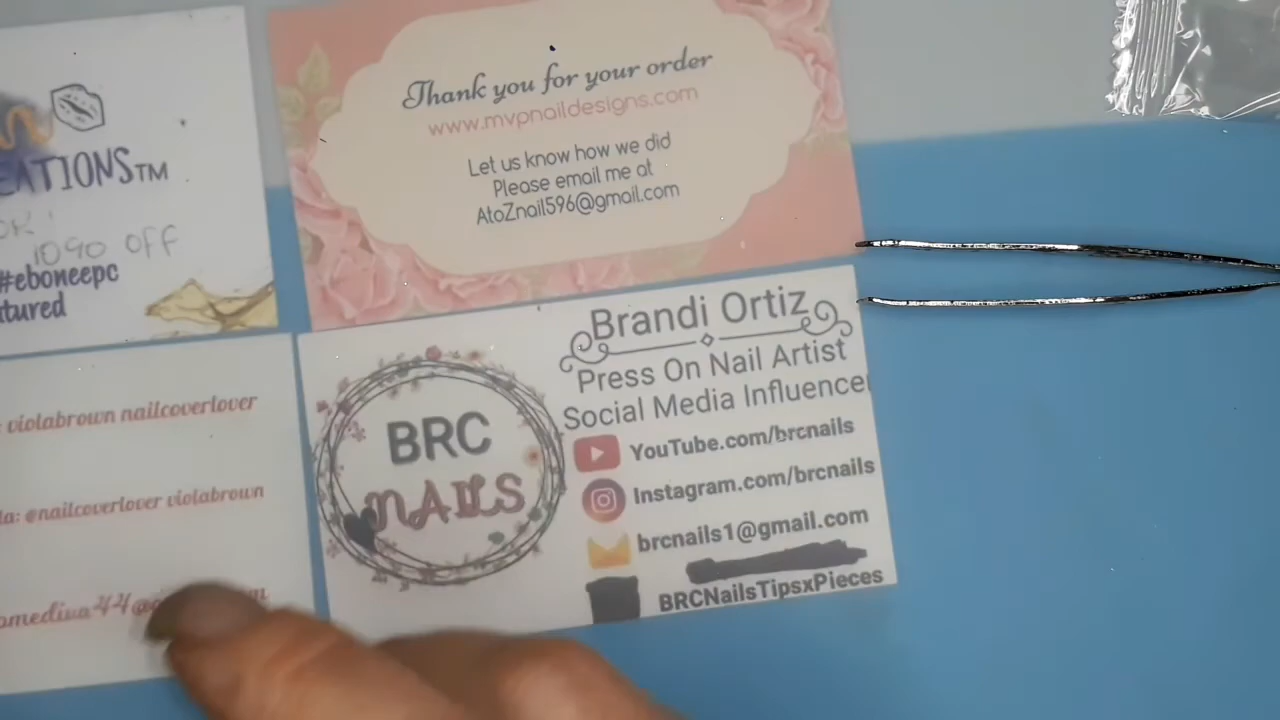 EATIONS™
10% OFF
#eboneepc
Thank you for your order
www.mvpnaildesigns.com
Let us know how we did
Please email me at
AtoZnail596@gmail.com
violabrown nailcoverlover
@nailcoverlover violabrown
BRC
NAILS
Brandi Ortiz
Press On Nail Artist
Social Media Influencer
YouTube.com/brcnails
Instagram.com/brcnails
brcnails1@gmail.com
BRCNailsTipsxPieces